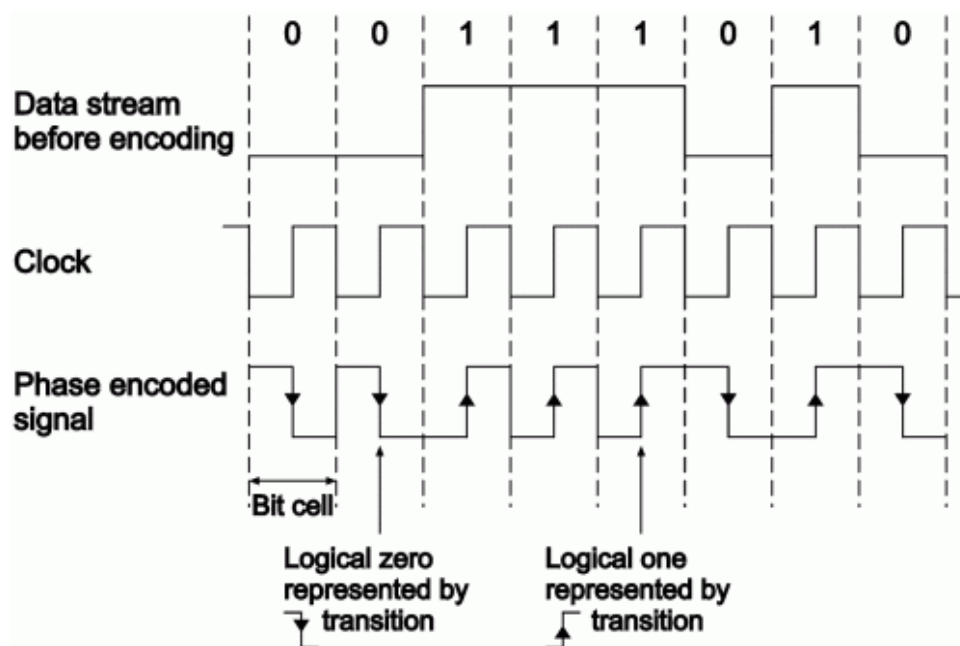 0 0 1 1 1 0 1 0
Data stream
before encoding
Clock
Phase encoded
signal
Bit cell
Logical zero
represented by
transition
Logical one
represented by
transition